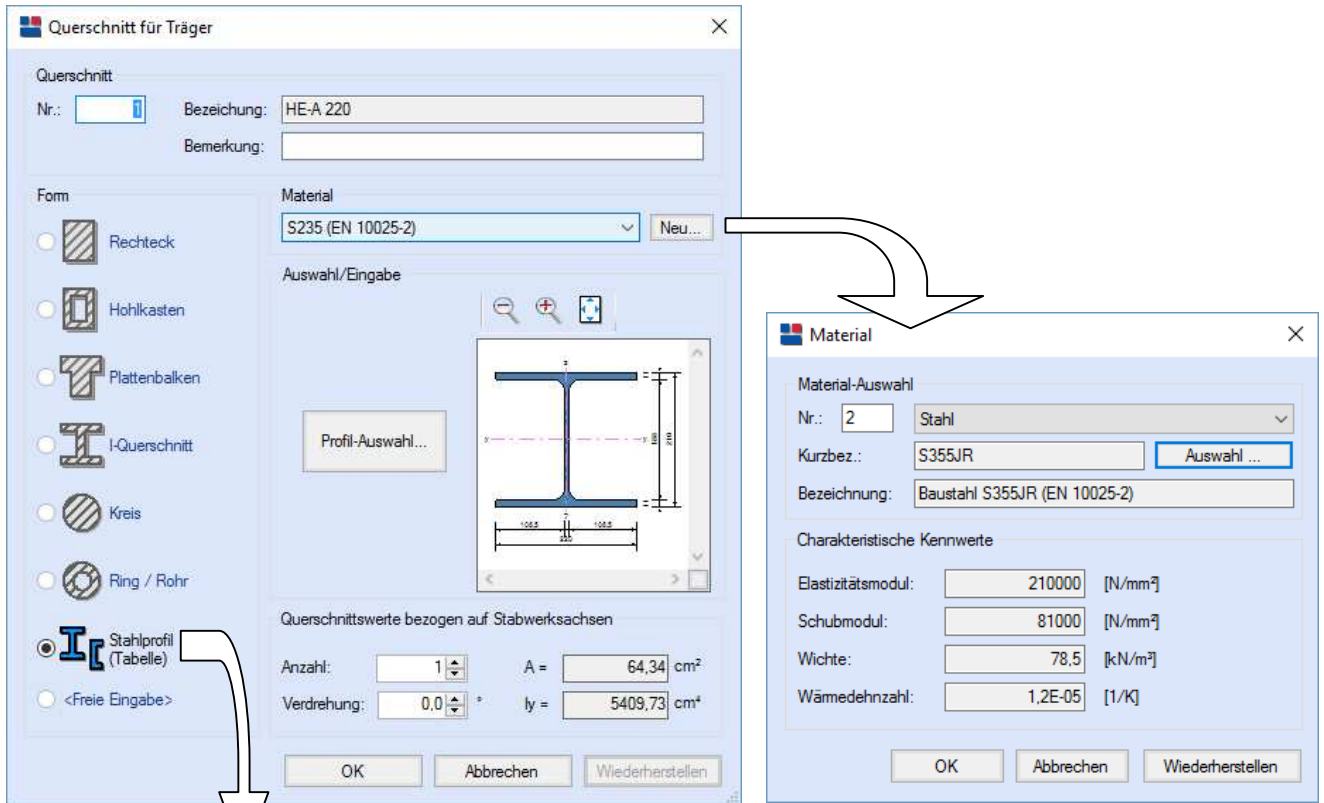 Querschnitt für Träger
Querschnitt
Nr.: 1 Bezeichung: HE-A 220
Bemerkung:
Form
Rechteck
Hohlkasten
Plattenbalken
I-Querschnitt
Kreis
Ring / Rohr
Stahlprofil
(Tabelle)
<Freie Eingabe>
Material
S235 (EN 10025-2) Neu...
Auswahl/Eingabe
Profil-Auswahl...
z
y y
210
z
220
Querschnittswerte bezogen auf Stabwerksachsen
Anzahl: 1 A = 64,34 cm²
Verdrehung: 0,0 ° Iy = 5409,73 cm⁴
OK Abbrechen Wiederherstellen
Material
Material-Auswahl
Nr.: 2 Stahl
Kurzbez.: S355JR Auswahl ...
Bezeichnung: Baustahl S355JR (EN 10025-2)
Charakteristische Kennwerte
Elastizitätsmodul: 210000 [N/mm²]
Schubmodul: 81000 [N/mm²]
Wichte: 78,5 [kN/m³]
Wärmedehnzahl: 1,2E-05 [1/K]
OK Abbrechen Wiederherstellen